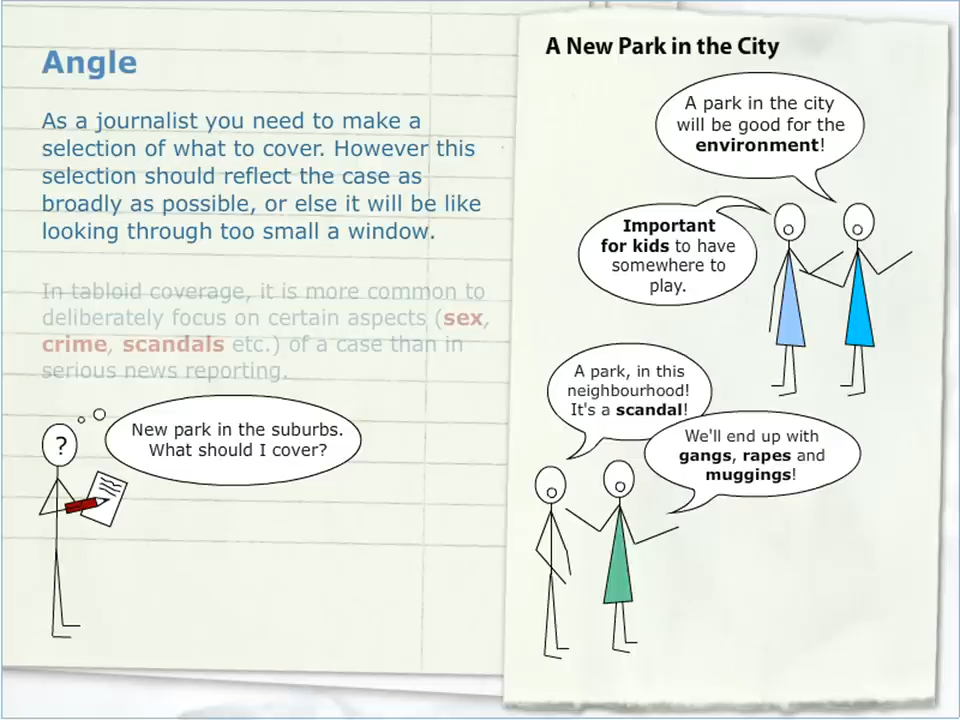 Angle
As a journalist you need to make a
selection of what to cover. However this
selection should reflect the case as
broadly as possible, or else it will be like
looking through too small a window.
In tabloid coverage, it is more common to
deliberately focus on certain aspects (sex,
crime, scandals etc.) of a case than in
serious news reporting.
?
New park in the suburbs.
What should I cover?
A New Park in the City
A park in the city
will be good for the
environment!
Important
for kids to have
somewhere to
play.
A park, in this
neighbourhood!
It's a scandal!
We'll end up with
gangs, rapes and
muggings!